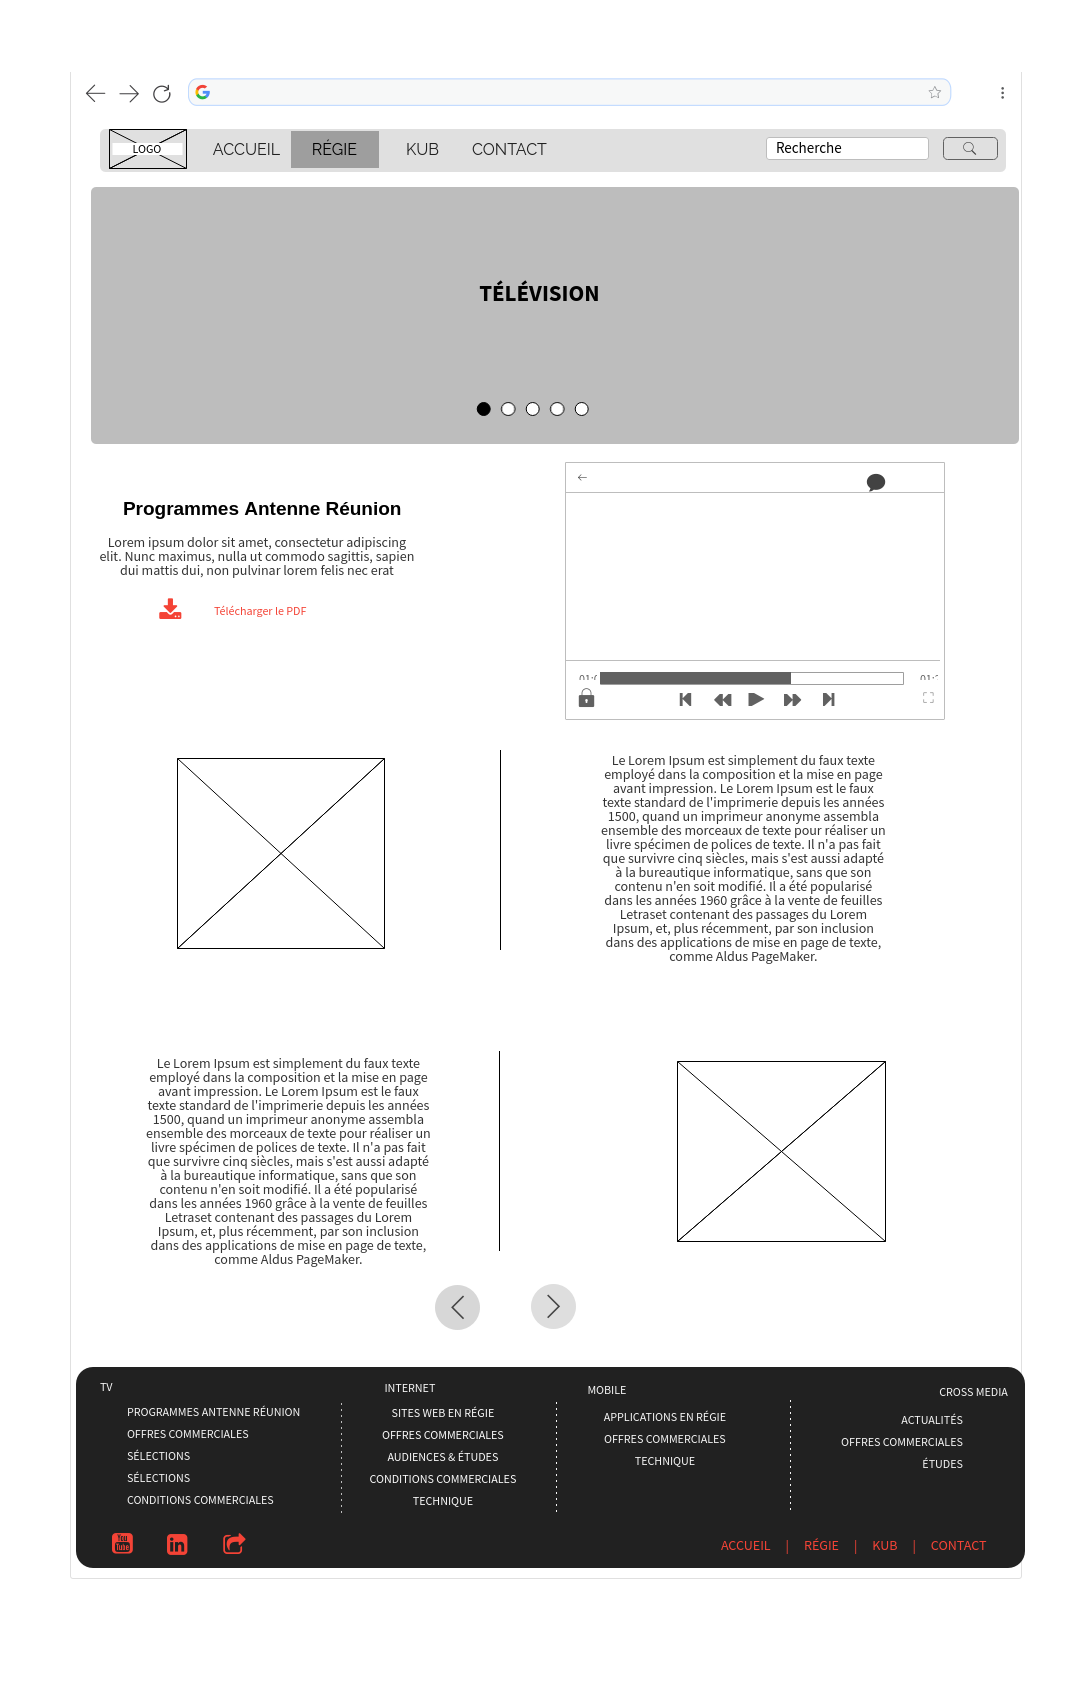 LOGO
ACCUEIL
RÉGIE
KUB
CONTACT
Recherche
TÉLÉVISION
Programmes Antenne Réunion
Lorem ipsum dolor sit amet, consectetur adipiscing
elit. Nunc maximus, nulla ut commodo sagittis, sapien
dui mattis dui, non pulvinar lorem felis nec erat
Télécharger le PDF
Le Lorem Ipsum est simplement du faux texte
employé dans la composition et la mise en page
avant impression. Le Lorem Ipsum est le faux
texte standard de l'imprimerie depuis les années
1500, quand un imprimeur anonyme assembla
ensemble des morceaux de texte pour réaliser un
livre spécimen de polices de texte. Il n'a pas fait
que survivre cinq siècles, mais s'est aussi adapté
à la bureautique informatique, sans que son
contenu n'en soit modifié. Il a été popularisé
dans les années 1960 grâce à la vente de feuilles
Letraset contenant des passages du Lorem
Ipsum, et, plus récemment, par son inclusion
dans des applications de mise en page de texte,
comme Aldus PageMaker.
Le Lorem Ipsum est simplement du faux texte
employé dans la composition et la mise en page
avant impression. Le Lorem Ipsum est le faux
texte standard de l'imprimerie depuis les années
1500, quand un imprimeur anonyme assembla
ensemble des morceaux de texte pour réaliser un
livre spécimen de polices de texte. Il n'a pas fait
que survivre cinq siècles, mais s'est aussi adapté
à la bureautique informatique, sans que son
contenu n'en soit modifié. Il a été popularisé
dans les années 1960 grâce à la vente de feuilles
Letraset contenant des passages du Lorem
Ipsum, et, plus récemment, par son inclusion
dans des applications de mise en page de texte,
comme Aldus PageMaker.
TV
PROGRAMMES ANTENNE RÉUNION
OFFRES COMMERCIALES
SÉLECTIONS
SÉLECTIONS
CONDITIONS COMMERCIALES
INTERNET
SITES WEB EN RÉGIE
OFFRES COMMERCIALES
AUDIENCES & ÉTUDES
CONDITIONS COMMERCIALES
TECHNIQUE
MOBILE
APPLICATIONS EN RÉGIE
OFFRES COMMERCIALES
TECHNIQUE
CROSS MEDIA
ACTUALITÉS
OFFRES COMMERCIALES
ÉTUDES
You
Tube
in
ACCUEIL | RÉGIE | KUB | CONTACT